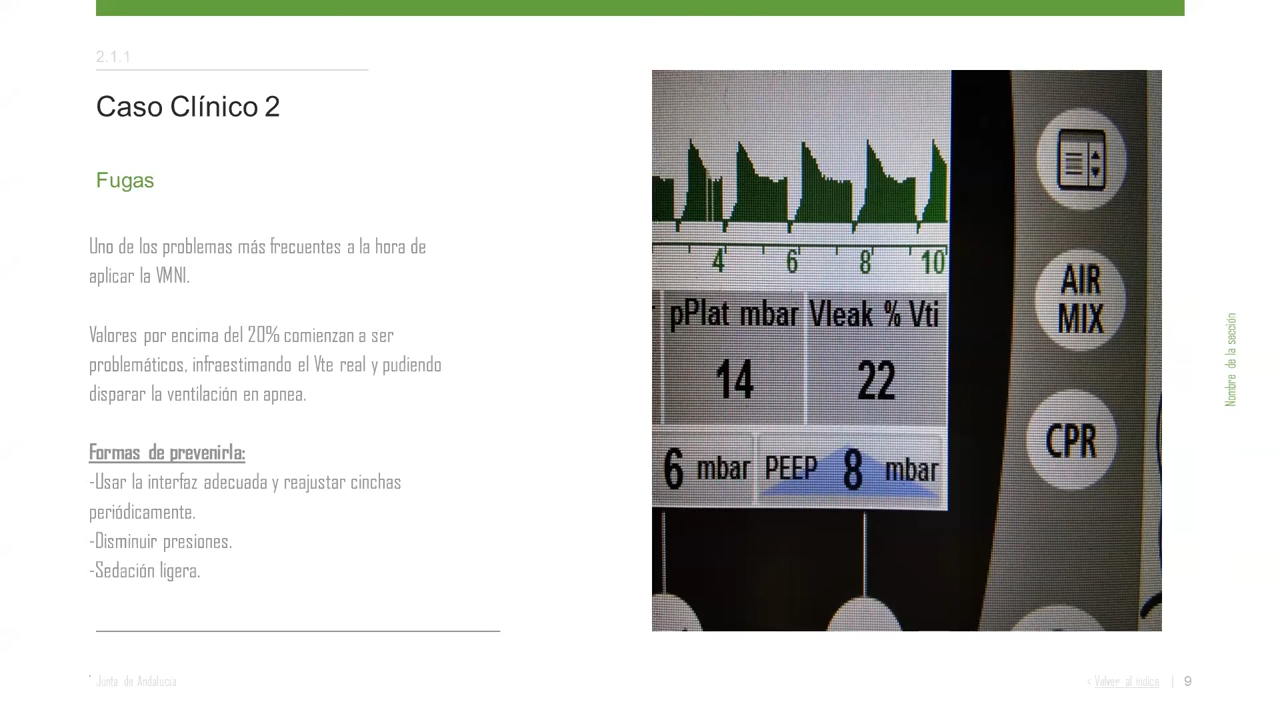 2.1.1
Caso Clínico 2
Fugas
Uno de los problemas más frecuentes a la hora de
aplicar la VMNI.
Valores por encima del 20% comienzan a ser
problemáticos, infraestimando el Vte real y pudiendo
disparar la ventilación en apnea.
Formas de prevenirla:
-Usar la interfaz adecuada y reajustar cinchas
periódicamente.
-Disminuir presiones.
-Sedación ligera.
4 6 8 10
pPlat mbar Vleak % Vti
14 22
6 mbar PEEP 8 mbar
AIR
MIX
CPR
Nombre de la sección
Junta de Andalucía
< Volver al índice | 9